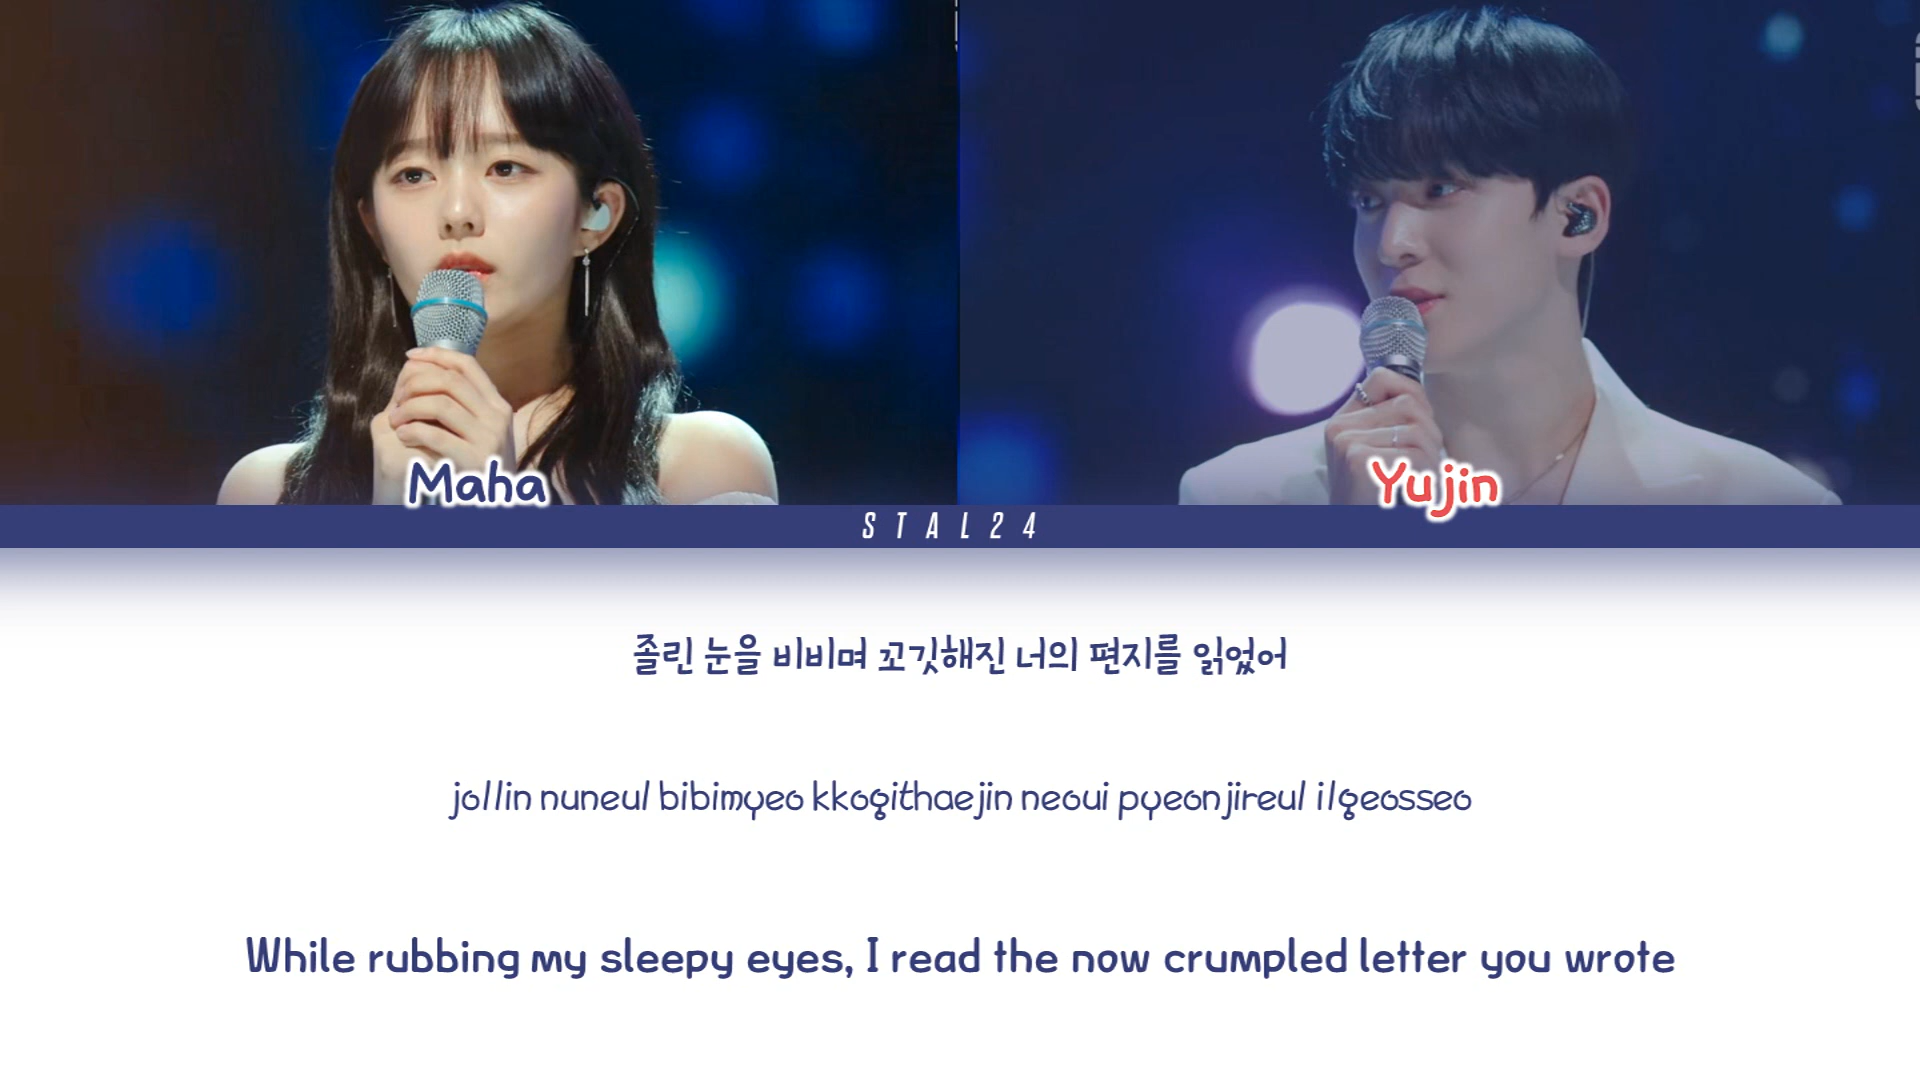 Maha
Yujin
STAL24
졸린 눈을 비비며 꼬깃해진 너의 편지를 읽었어
jollin nuneul bibimyeo kkogithaejin neoui pyeonjireul ilgeosseo
While rubbing my sleepy eyes, I read the now crumpled letter you wrote